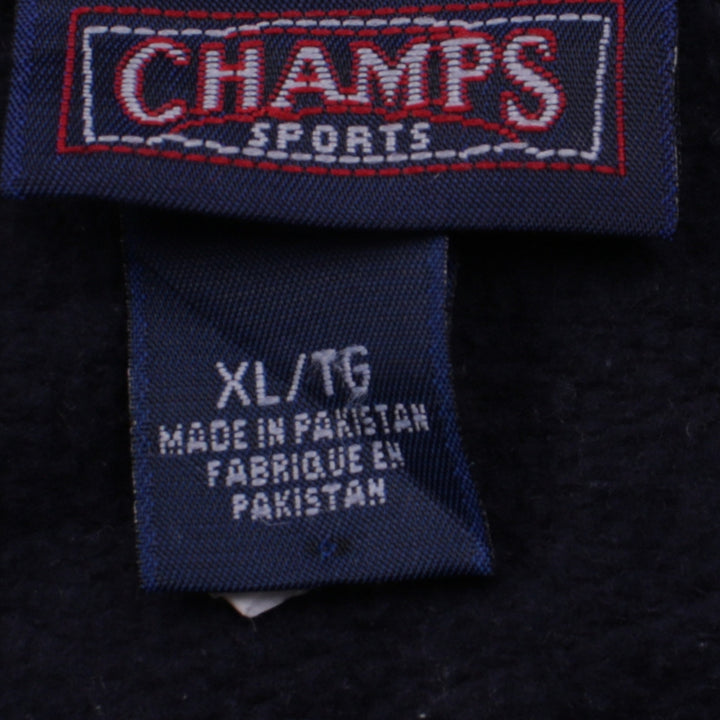 CHAMPS
SPORTS
XL/TG
MADE IN PAKISTAN
FABRIQUE EN
PAKISTAN